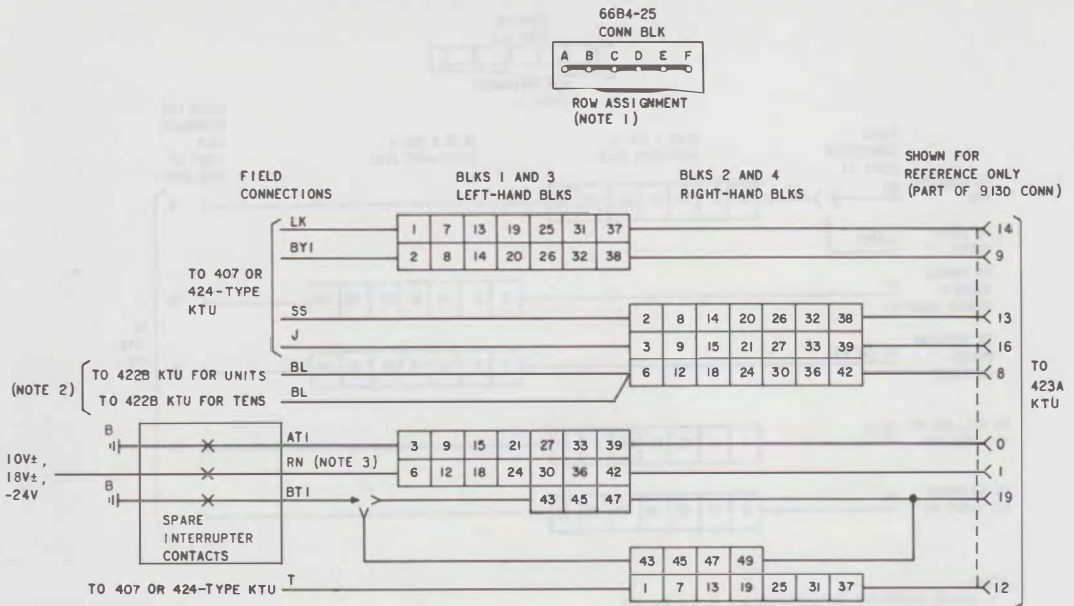 66B4-25
CONN BLK
A B C D E F
ROW ASSIGNMENT
(NOTE 1)
FIELD
CONNECTIONS
BLKS 1 AND 3
LEFT-HAND BLKS
BLKS 2 AND 4
RIGHT-HAND BLKS
SHOWN FOR
REFERENCE ONLY
(PART OF 913D CONN)
LK 1 7 13 19 25 31 37 14
BY1 2 8 14 20 26 32 38 9
TO 407 OR
424-TYPE
KTU
SS 2 8 14 20 26 32 38 13
J 3 9 15 21 27 33 39 16
(NOTE 2) TO 422B KTU FOR UNITS BL 6 12 18 24 30 36 42 8
TO 422B KTU FOR TENS BL
TO
423A
KTU
B AT1 3 9 15 21 27 33 39 0
10V±,
18V±,
-24V
RN (NOTE 3) 6 12 18 24 30 36 42 1
B BT1 43 45 47 19
SPARE
INTERRUPTER
CONTACTS
43 45 47 49
TO 407 OR 424-TYPE KTU T 1 7 13 19 25 31 37 12